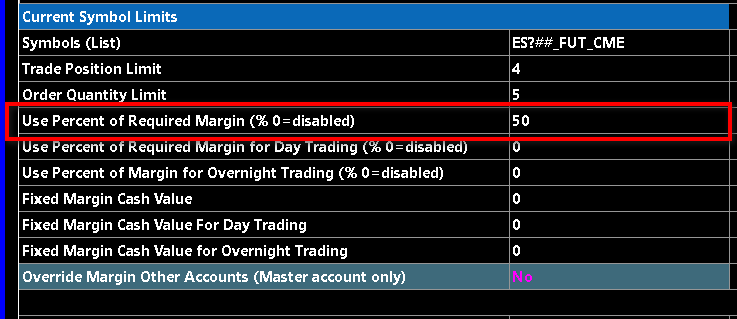 Current Symbol Limits
Symbols (List) ES?##_FUT_CME
Trade Position Limit 4
Order Quantity Limit 5
Use Percent of Required Margin (% 0=disabled) 50
Use Percent of Required Margin for Day Trading (% 0=disabled) 0
Use Percent of Margin for Overnight Trading (% 0=disabled) 0
Fixed Margin Cash Value 0
Fixed Margin Cash Value For Day Trading 0
Fixed Margin Cash Value for Overnight Trading 0
Override Margin Other Accounts (Master account only) No